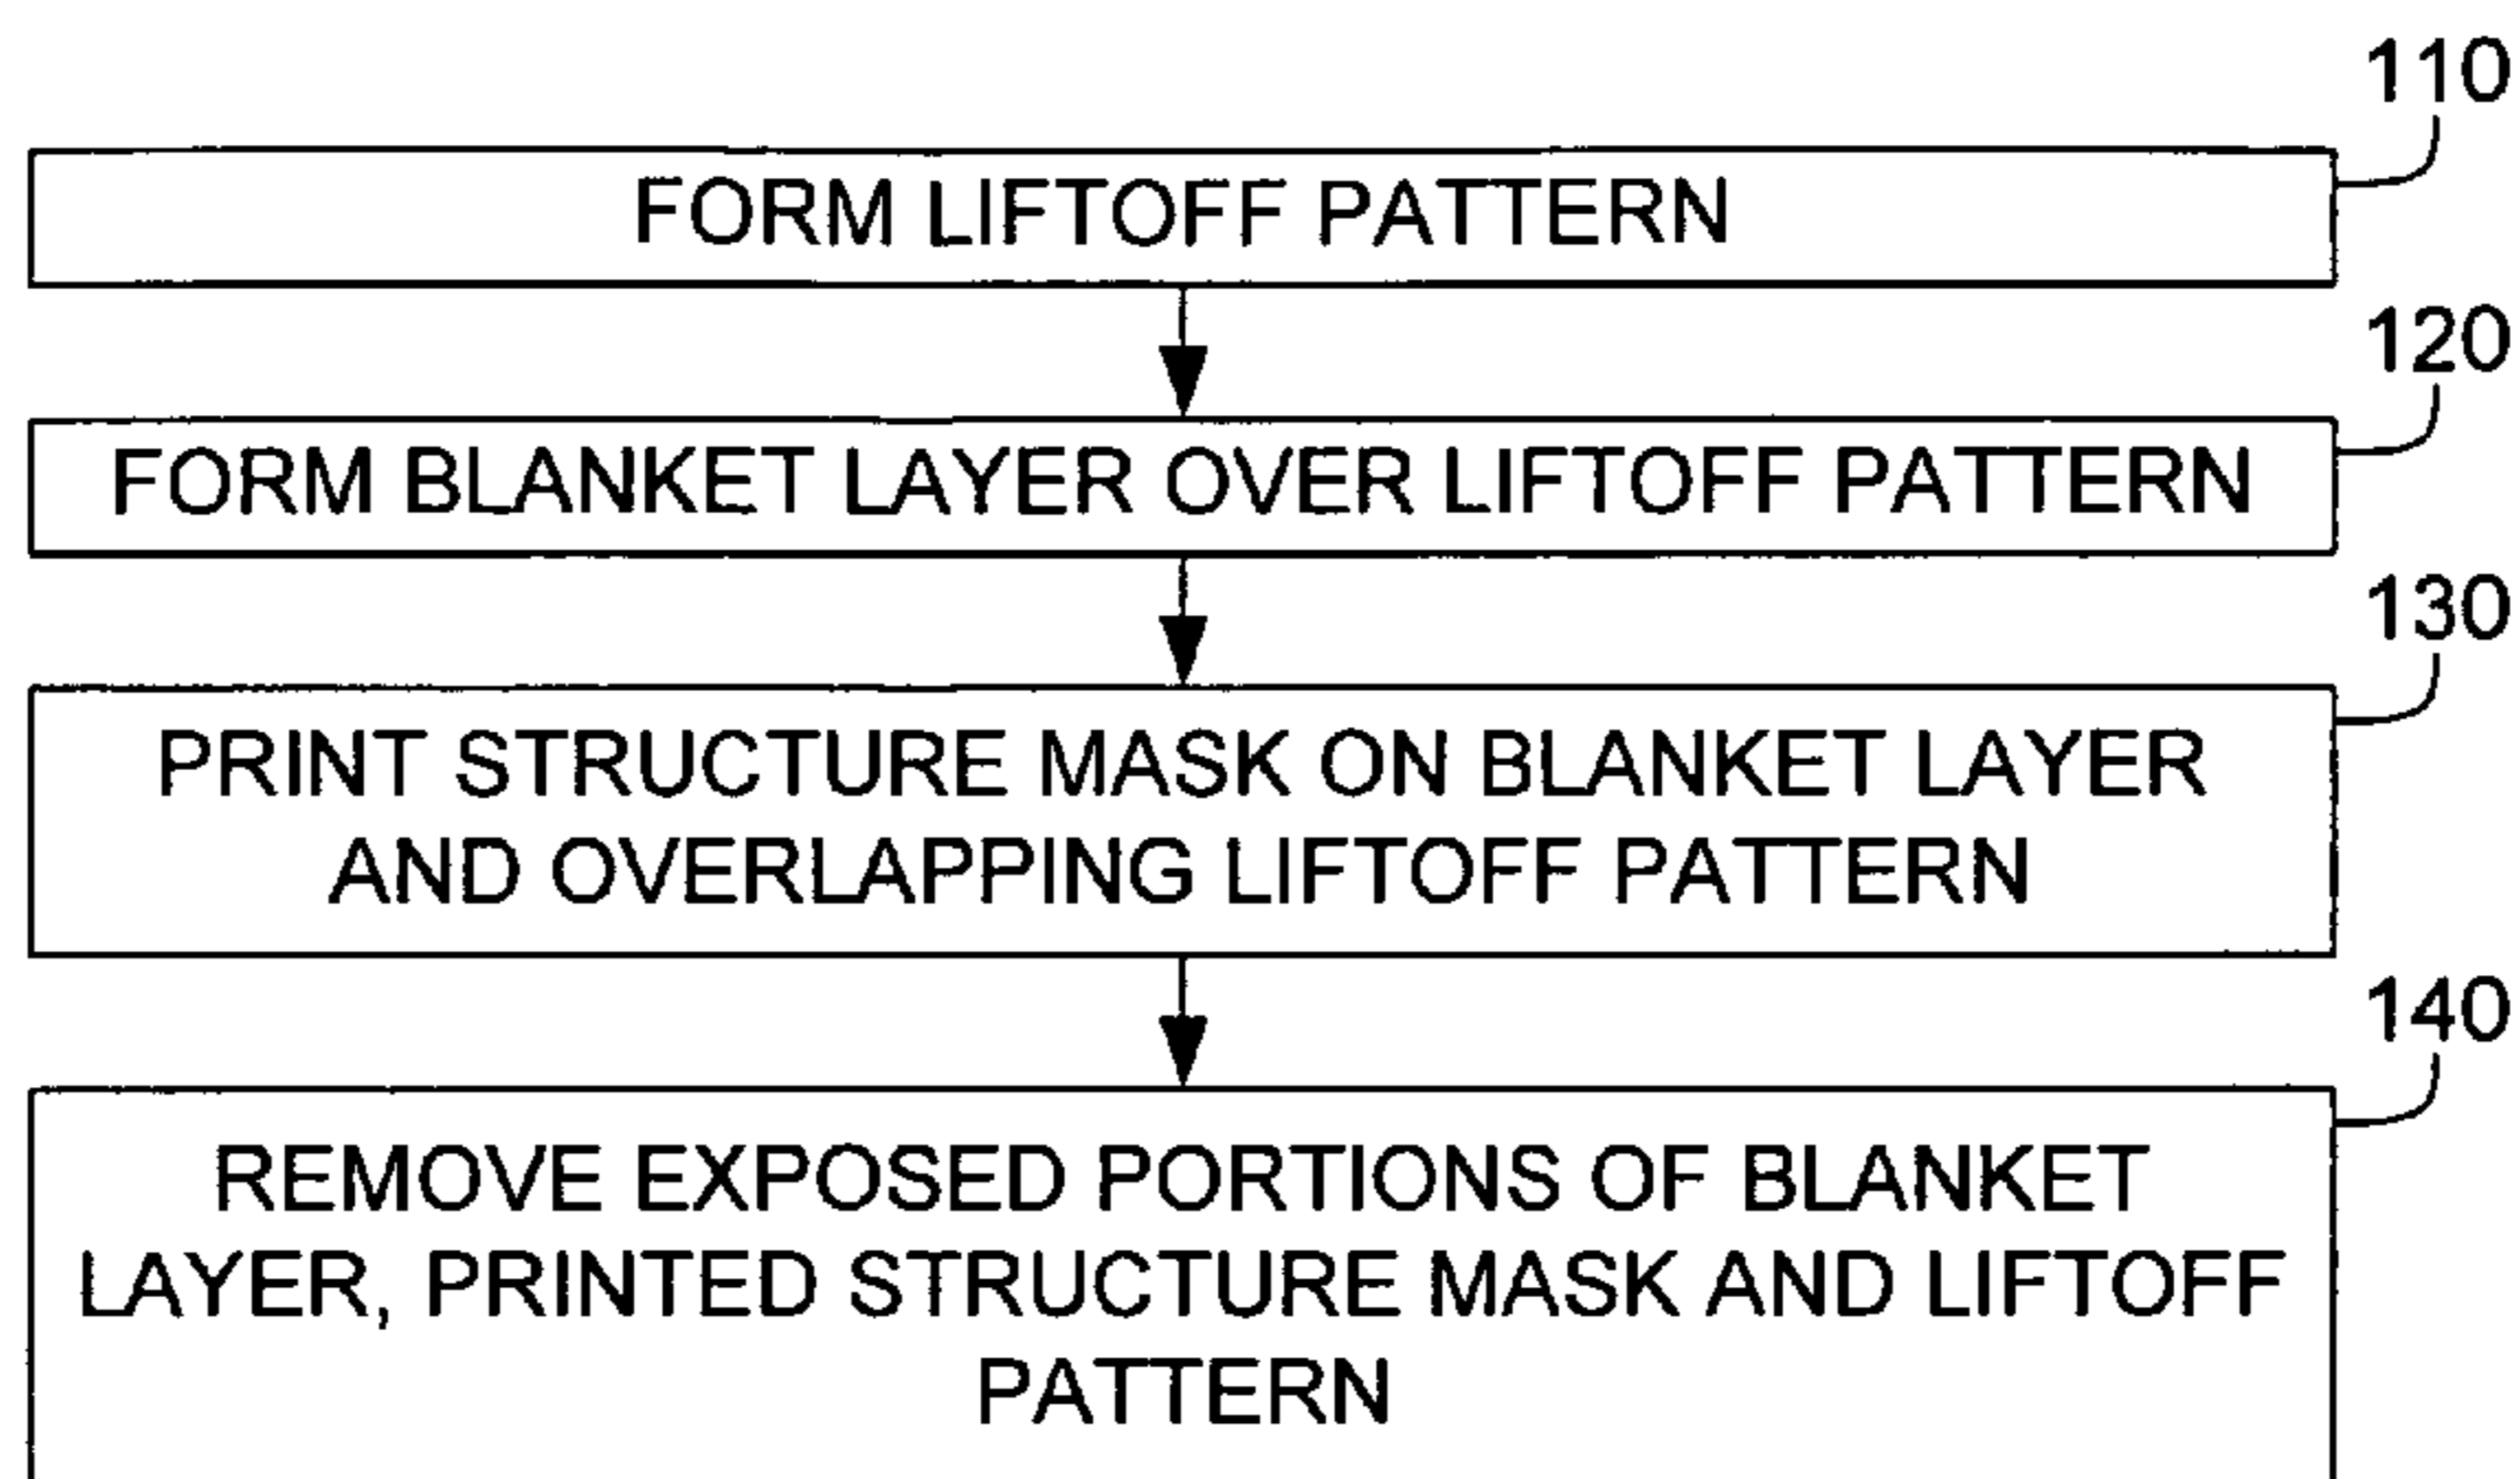 110
FORM LIFTOFF PATTERN
120
FORM BLANKET LAYER OVER LIFTOFF PATTERN
130
PRINT STRUCTURE MASK ON BLANKET LAYER
AND OVERLAPPING LIFTOFF PATTERN
140
REMOVE EXPOSED PORTIONS OF BLANKET
LAYER, PRINTED STRUCTURE MASK AND LIFTOFF
PATTERN